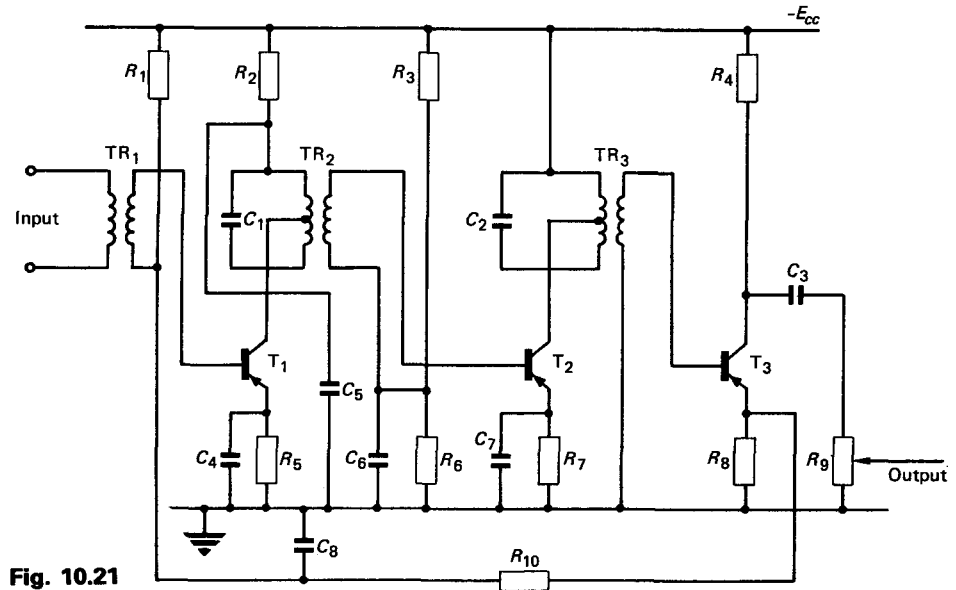 −E_cc
R1
R2
R3
R4
TR1
TR2
TR3
Input
C1
C2
C3
T1
T2
T3
C5
C4
R5
C6
R6
C7
R7
R8
R9
Output
C8
R10
Fig. 10.21